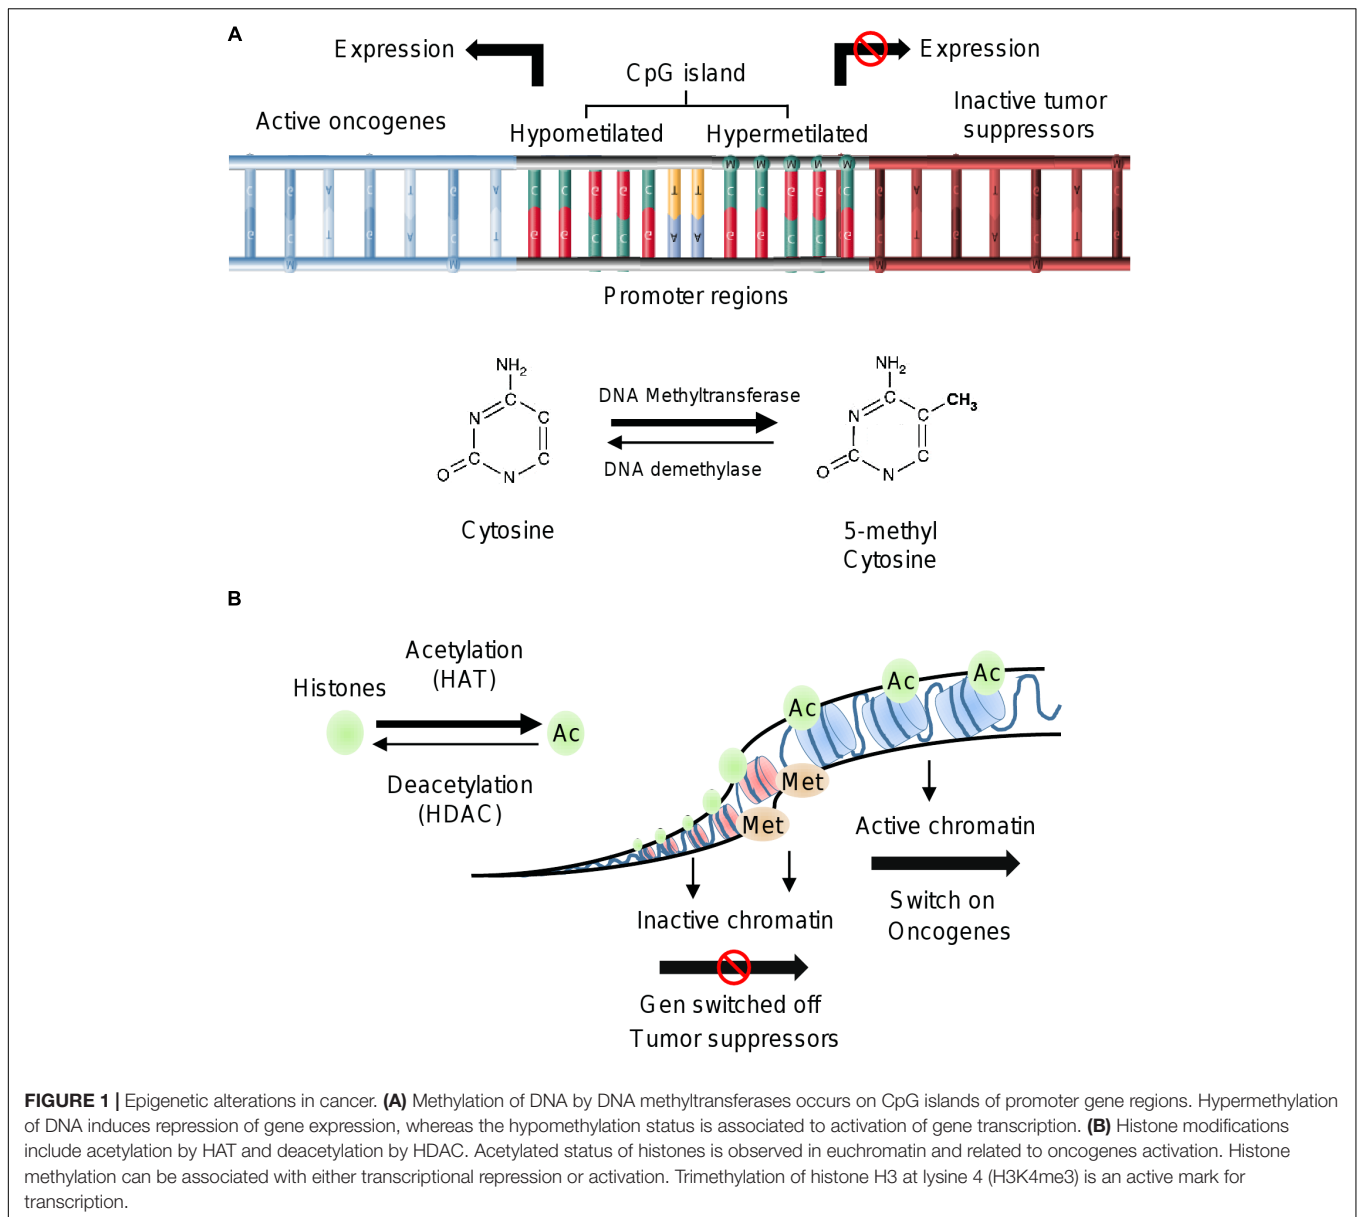 A
Expression
Expression
CpG island
Active oncogenes
Inactive tumor
suppressors
Hypometilated
Hypermetilated
M M M M M M
C G A C T G A C C G G C T T C C G G C G A C T G A C
G C T G A C T G G C C G A A G G C C G C T G A C T G
M M M M
Promoter regions
NH2
NH2
DNA Methyltransferase
CH3
N C C
N C C
DNA demethylase
O C N C
O C N C
Cytosine
5-methyl
Cytosine
B
Acetylation
(HAT)
Histones
Ac
Deacetylation
(HDAC)
Ac
Ac
Ac
Met
Met
Active chromatin
Switch on
Oncogenes
Inactive chromatin
Gen switched off
Tumor suppressors
FIGURE 1 | Epigenetic alterations in cancer. (A) Methylation of DNA by DNA methyltransferases occurs on CpG islands of promoter gene regions. Hypermethylation
of DNA induces repression of gene expression, whereas the hypomethylation status is associated to activation of gene transcription. (B) Histone modifications
include acetylation by HAT and deacetylation by HDAC. Acetylated status of histones is observed in euchromatin and related to oncogenes activation. Histone
methylation can be associated with either transcriptional repression or activation. Trimethylation of histone H3 at lysine 4 (H3K4me3) is an active mark for
transcription.